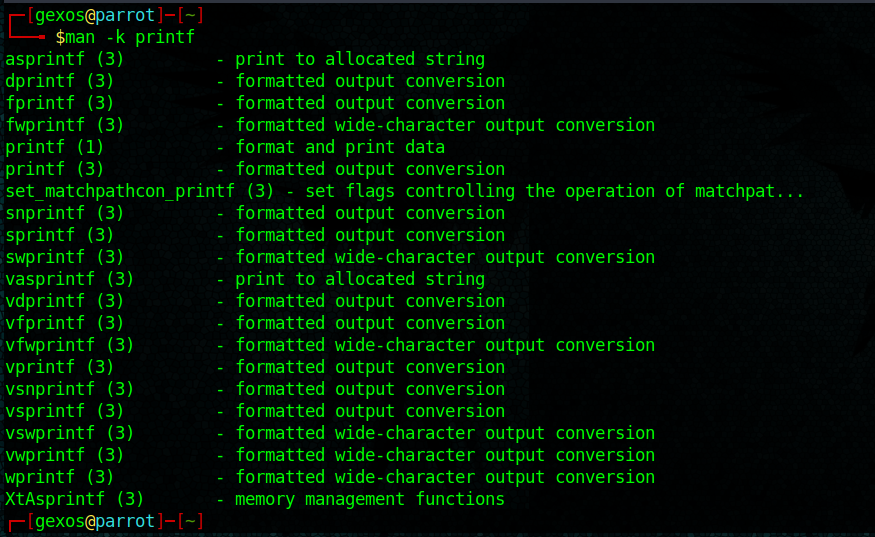 ┌─[gexos@parrot]─[~]
└──╼ $man -k printf
asprintf (3)         - print to allocated string
dprintf (3)          - formatted output conversion
fprintf (3)          - formatted output conversion
fwprintf (3)         - formatted wide-character output conversion
printf (1)           - format and print data
printf (3)           - formatted output conversion
set_matchpathcon_printf (3) - set flags controlling the operation of matchpat...
snprintf (3)         - formatted output conversion
sprintf (3)          - formatted output conversion
swprintf (3)         - formatted wide-character output conversion
vasprintf (3)        - print to allocated string
vdprintf (3)         - formatted output conversion
vfprintf (3)         - formatted output conversion
vfwprintf (3)        - formatted wide-character output conversion
vprintf (3)          - formatted output conversion
vsnprintf (3)        - formatted output conversion
vsprintf (3)         - formatted output conversion
vswprintf (3)        - formatted wide-character output conversion
vwprintf (3)         - formatted wide-character output conversion
wprintf (3)          - formatted wide-character output conversion
XtAsprintf (3)       - memory management functions
┌─[gexos@parrot]─[~]